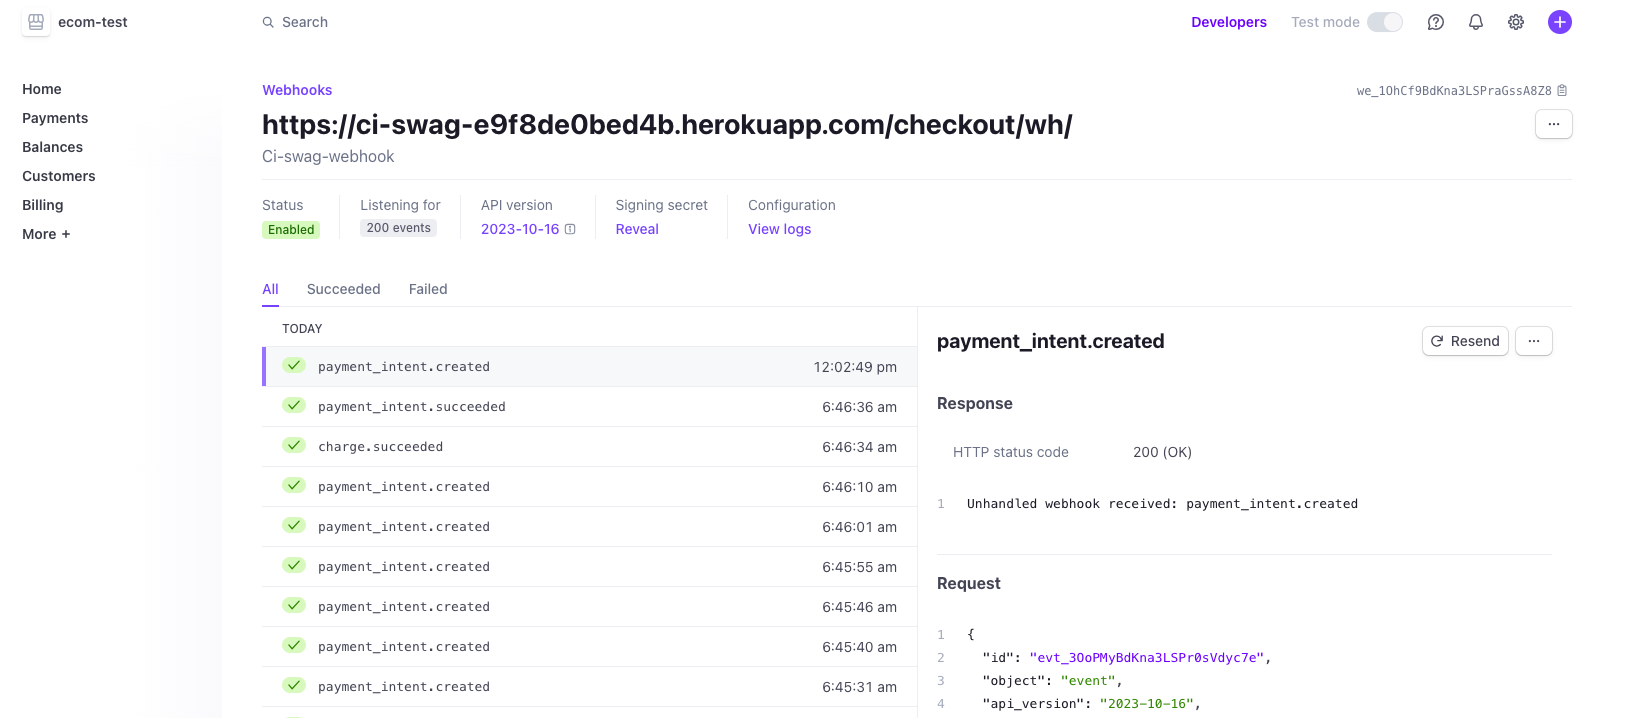 ecom-test
Search
Developers
Test mode
Home
Payments
Balances
Customers
Billing
More +
Webhooks
we_1OhCf9BdKna3LSPraGssA8Z8
https://ci-swag-e9f8de0bed4b.herokuapp.com/checkout/wh/
Ci-swag-webhook
Status
Enabled
Listening for
200 events
API version
2023-10-16
Signing secret
Reveal
Configuration
View logs
All
Succeeded
Failed
TODAY
payment_intent.created 12:02:49 pm
payment_intent.succeeded 6:46:36 am
charge.succeeded 6:46:34 am
payment_intent.created 6:46:10 am
payment_intent.created 6:46:01 am
payment_intent.created 6:45:55 am
payment_intent.created 6:45:46 am
payment_intent.created 6:45:40 am
payment_intent.created 6:45:31 am
payment_intent.created
Resend
Response
HTTP status code 200 (OK)
1 Unhandled webhook received: payment_intent.created
Request
1 {
2 "id": "evt_3OoPMyBdKna3LSPr0sVdyc7e",
3 "object": "event",
4 "api_version": "2023-10-16",